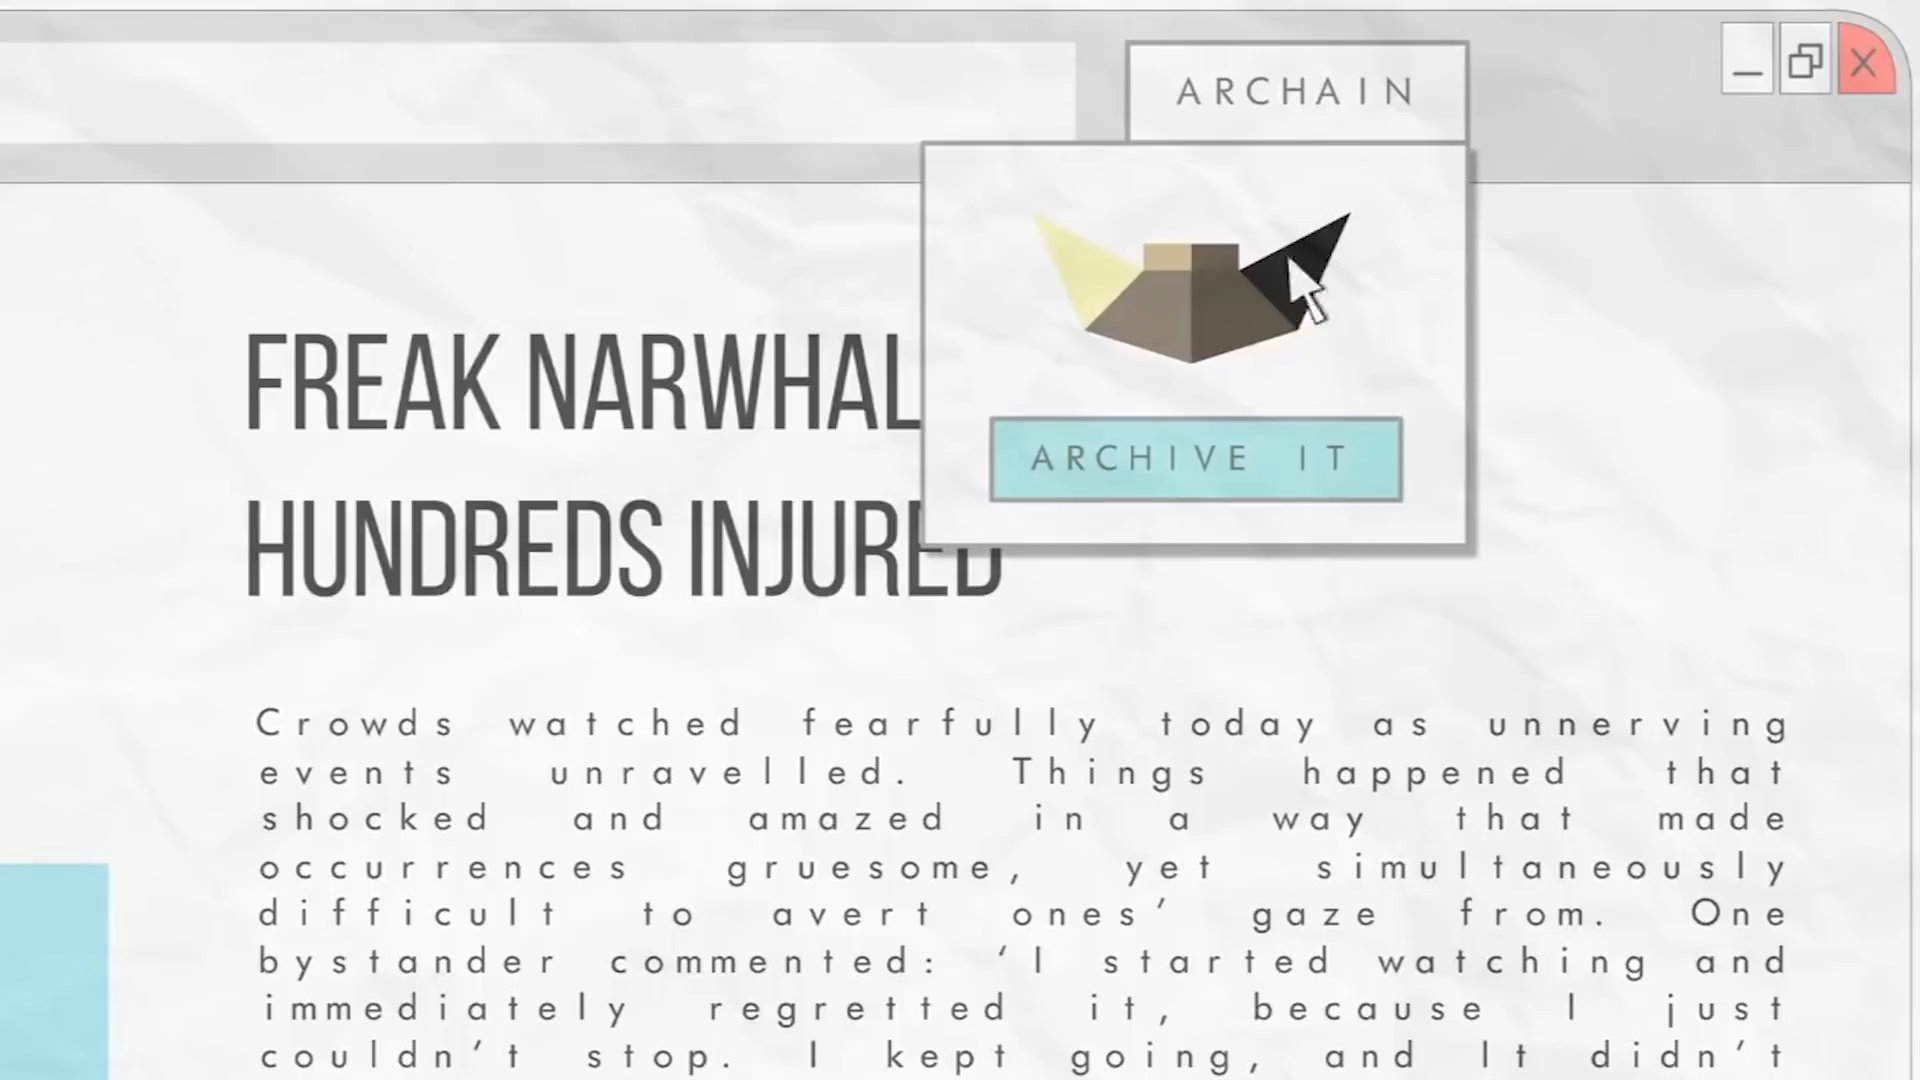 ARCHAIN
ARCHIVE IT
FREAK NARWHAL
HUNDREDS INJURED
Crowds watched fearfully today as unnerving
events unravelled. Things happened that
shocked and amazed in a way that made
occurrences gruesome, yet simultaneously
difficult to avert ones’ gaze from. One
bystander commented: ‘I started watching and
immediately regretted it, because I just
couldn’t stop. I kept going, and It didn’t